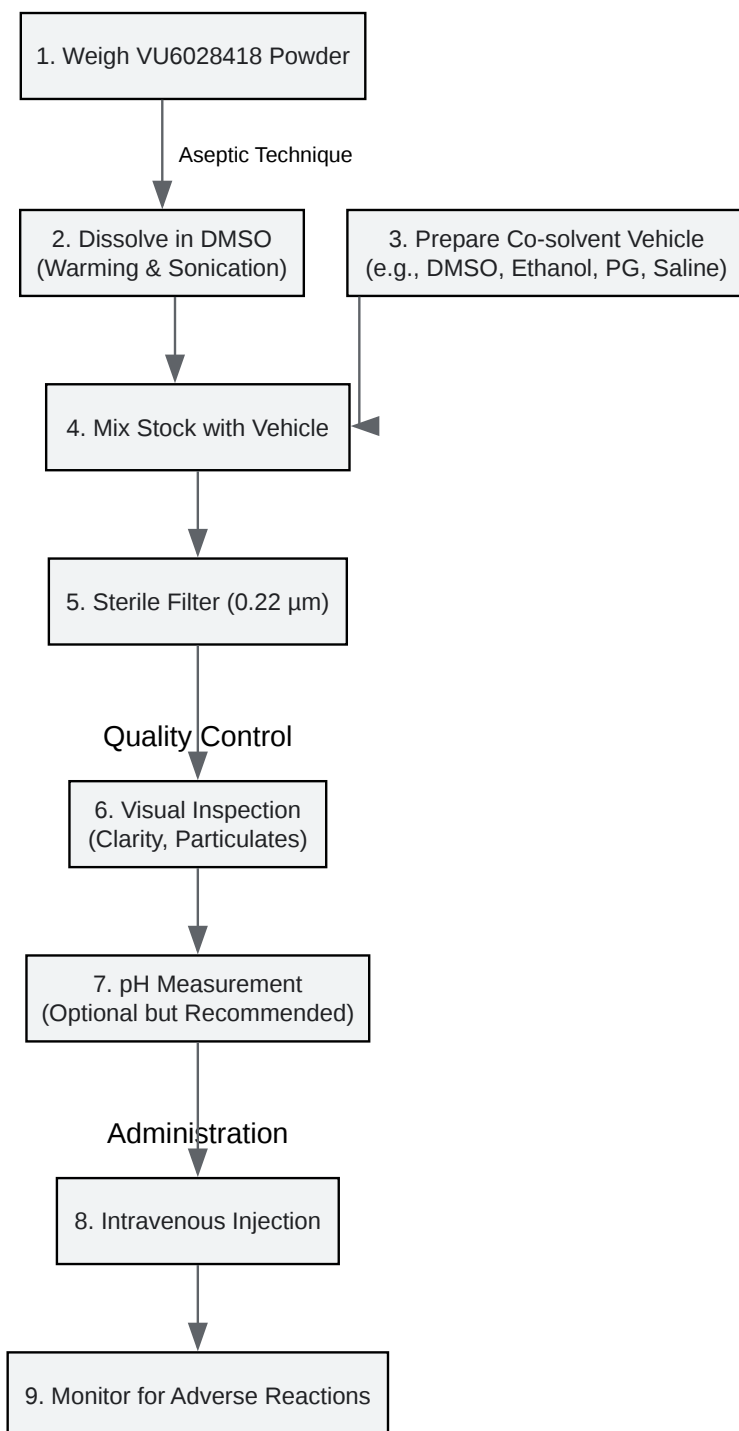 1. Weigh VU6028418 Powder
Aseptic Technique
2. Dissolve in DMSO
(Warming & Sonication)
3. Prepare Co-solvent Vehicle
(e.g., DMSO, Ethanol, PG, Saline)
4. Mix Stock with Vehicle
5. Sterile Filter (0.22 µm)
Quality Control
6. Visual Inspection
(Clarity, Particulates)
7. pH Measurement
(Optional but Recommended)
Administration
8. Intravenous Injection
9. Monitor for Adverse Reactions